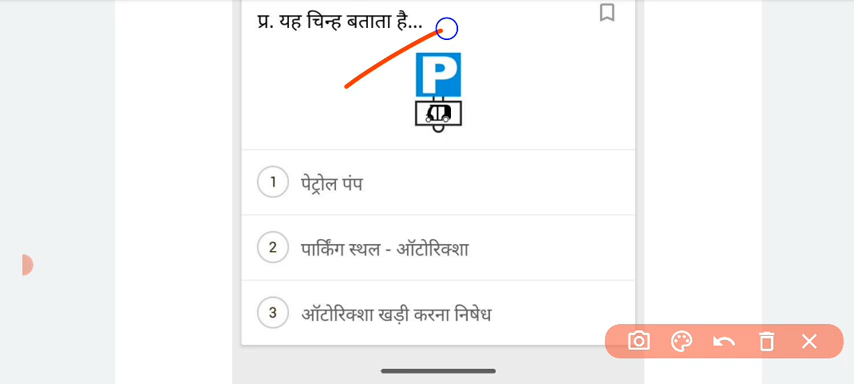 प्र. यह चिन्ह बताता है...
P
1 पेट्रोल पंप
2 पार्किंग स्थल - ऑटोरिक्शा
3 ऑटोरिक्शा खड़ी करना निषेध